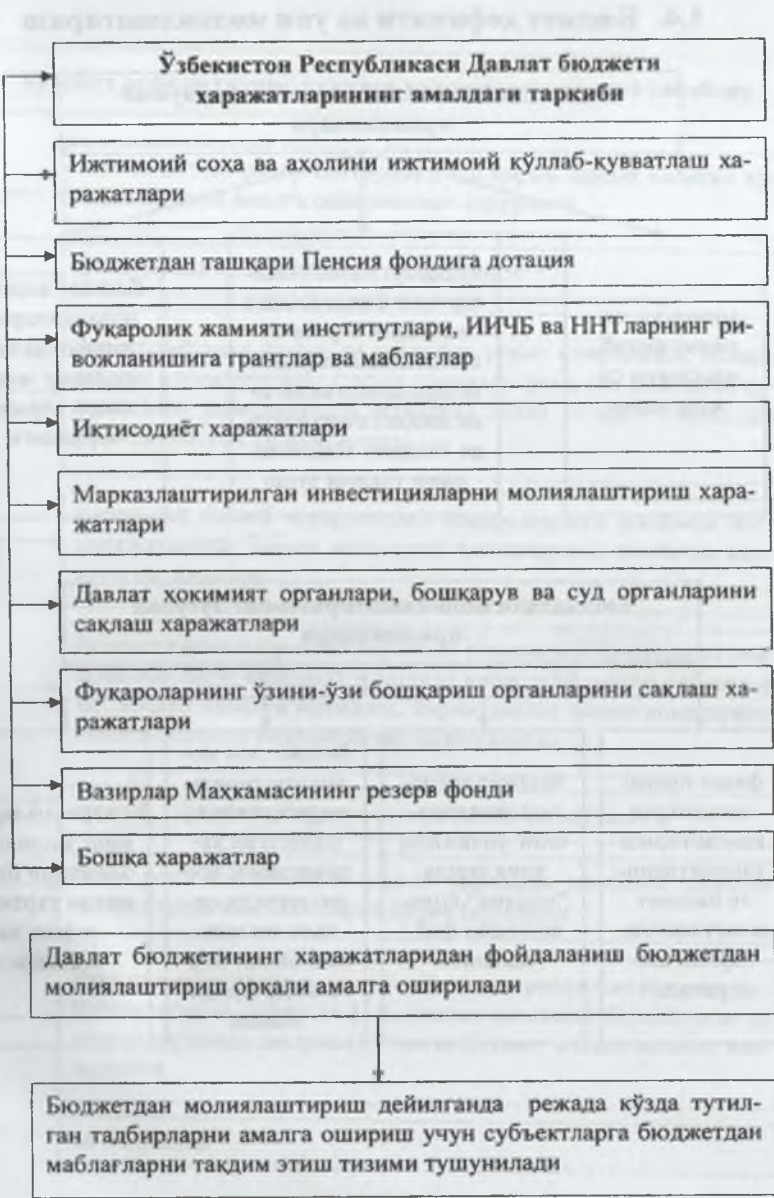 Ўзбекистон Республикаси Давлат бюджети
харажатларининг амалдаги таркиби
Ижтимоий соҳа ва аҳолини ижтимоий қўллаб-қувватлаш ха-
ражатлари
Бюджетдан ташқари Пенсия фондига дотация
Фуқаролик жамияти институтлари, ИИЧБ ва ННТларнинг ри-
вожланишига грантлар ва маблағлар
Иқтисодиёт харажатлари
Марказлаштирилган инвестицияларни молиялаштириш хара-
жатлари
Давлат ҳокимият органлари, бошқарув ва суд органларини
сақлаш харажатлари
Фуқароларнинг ўзини-ўзи бошқариш органларини сақлаш ха-
ражатлари
Вазирлар Маҳкамасининг резерв фонди
Бошқа харажатлар
Давлат бюджетининг харажатларидан фойдаланиш бюджетдан
молиялаштириш орқали амалга оширилади
Бюджетдан молиялаштириш дейилганда режада кўзда тутил-
ган тадбирларни амалга ошириш учун субъектларга бюджетдан
маблағларни тақдим этиш тизими тушунилади